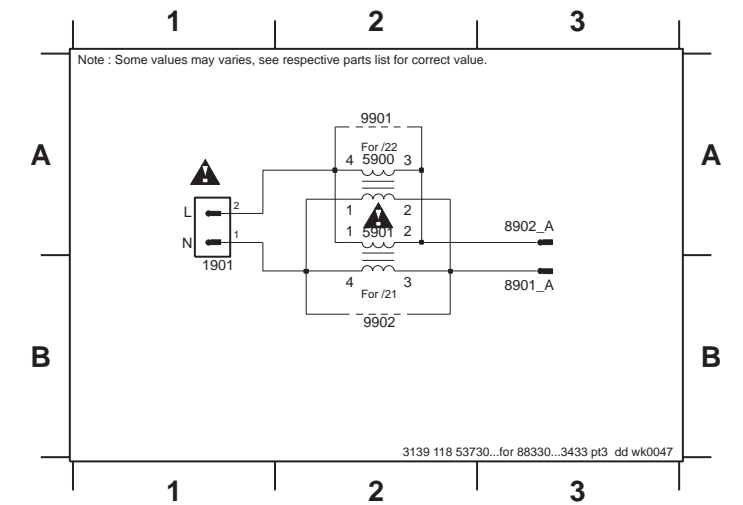 1 2 3
Note : Some values may varies, see respective parts list for correct value.
9901
For /22
A 4 5900 3 A
L 2
1 2
1 5901 2 8902_A
N 1
1901
4 3 8901_A
For /21
9902
B B
3139 118 53730...for 88330...3433 pt3 dd wk0047
1 2 3